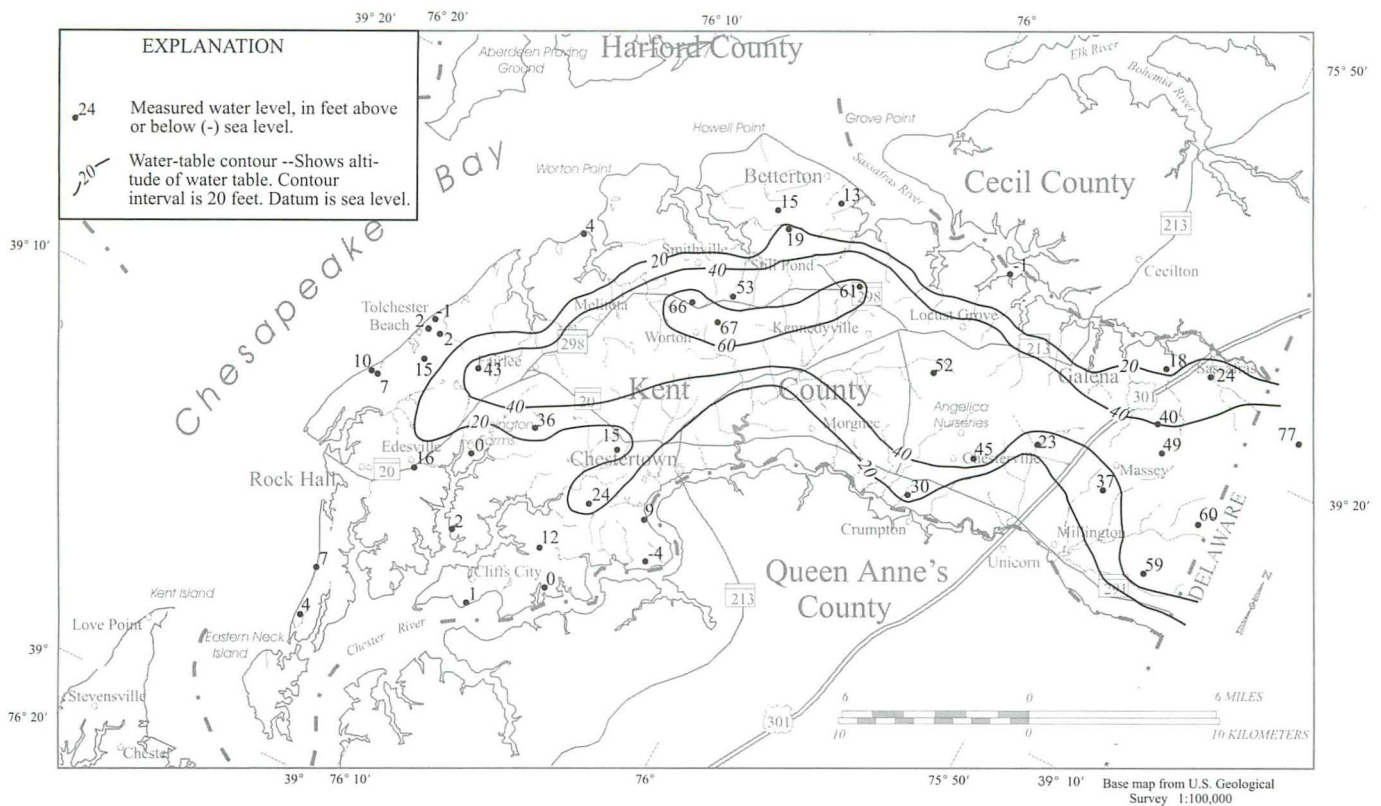 39° 20′
76° 20′
76° 10′
76°
75° 50′
EXPLANATION
24
Measured water level, in feet above
or below (-) sea level.
20
Water-table contour --Shows alti-
tude of water table. Contour
interval is 20 feet. Datum is sea level.
Aberdeen Proving
Ground
Harford County
Elk River
Bohemia River
Howell Point
Grove Point
Worton Point
Sassafras River
Chesapeake Bay
Betterton
Cecil County
15
13
213
39° 10′
4
19
Smithville
20
40
Still Pond
Cecilton
-1
53
61
298
66
Tolchester
Beach
-1
2
2
Melinda
67
Worton
60
Kennedyville
Locust Grove
298
213
10
7
15
Fairlee
43
52
20
18
Sassafras
24
Galena
301
Kent County
40
20
40
40
Angelica
Nurseries
Morgnec
20
36
15
0
Edesville
16
Chestertown
40
20
45
Chesterville
23
49
77
Rock Hall
20
Massey
37
24
30
39° 20′
9
2
12
-4
Crumpton
60
Millington
Unicorn
DELAWARE
7
Cliffs City
0
1
Queen Anne's
County
59
291
213
4
Kent Island
Love Point
Eastern Neck
Island
Chester River
N
39°
Stevensville
6
0
6 MILES
76° 20′
301
10
0
10 KILOMETERS
Chester
39°
76° 10′
76°
75° 50′
39° 10′
Base map from U.S. Geological
Survey 1:100,000